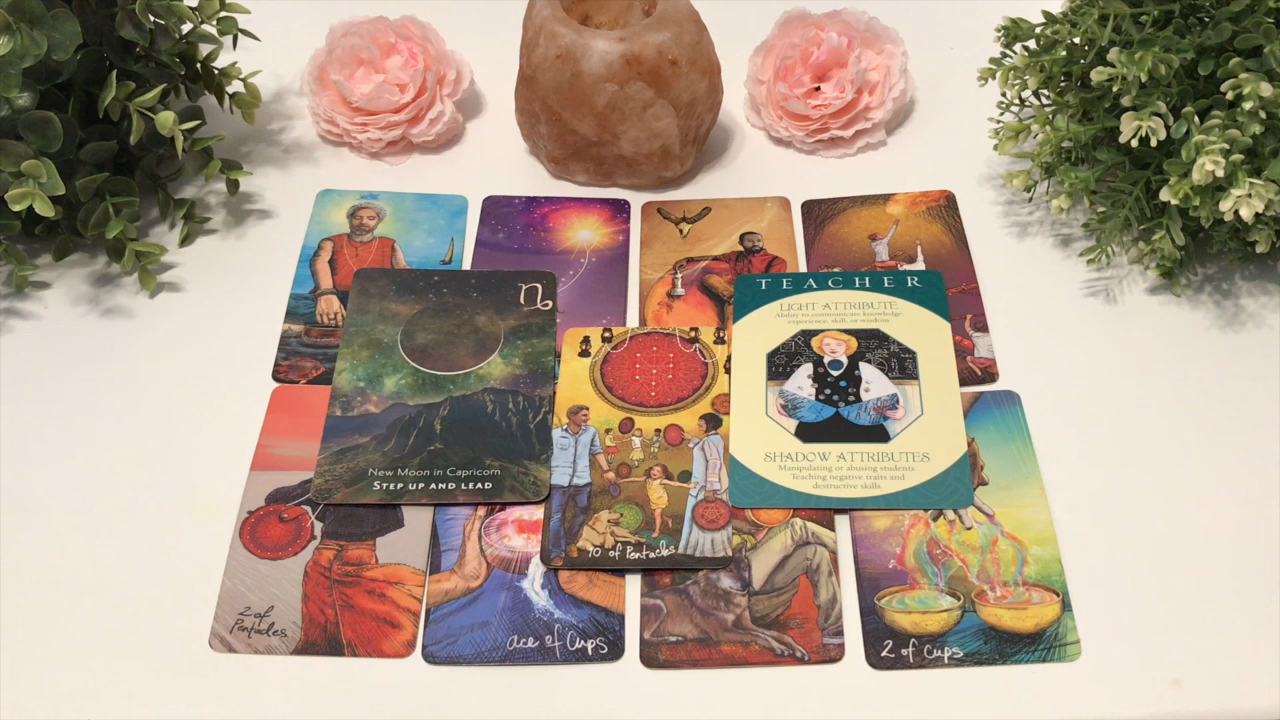 TEACHER
LIGHT ATTRIBUTE
Ability to communicate knowledge,
experience, skill, or wisdom.
SHADOW ATTRIBUTES
Manipulating or abusing students.
Teaching negative traits and
destructive skills.
New Moon in Capricorn
STEP UP AND LEAD
10 of Pentacles
2 of
Pentacles
ace of Cups
2 of Cups